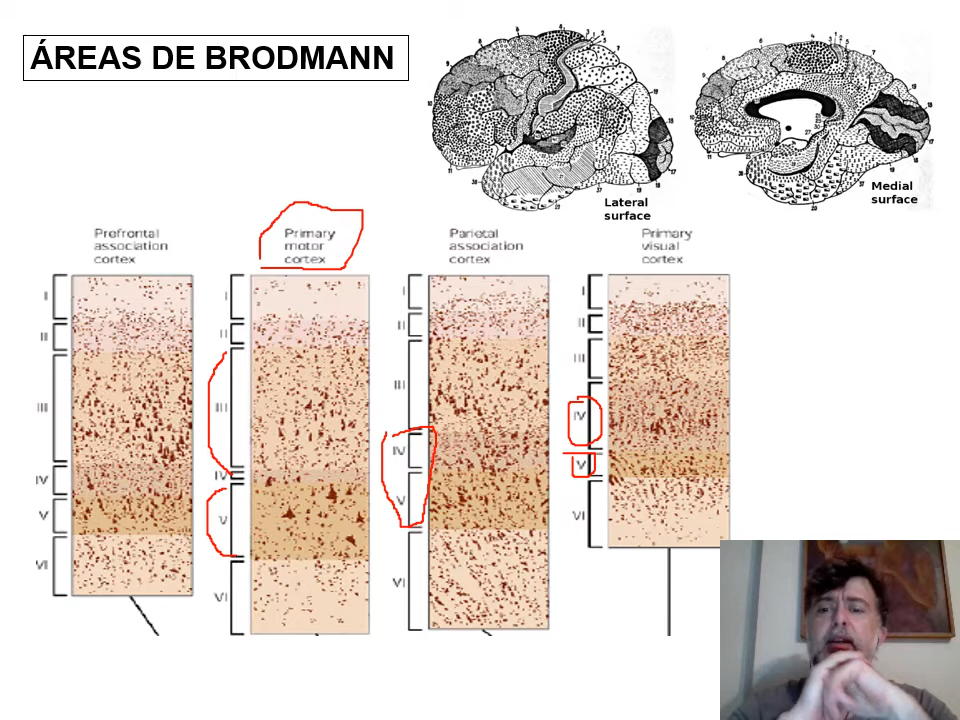 ÁREAS DE BRODMANN
Lateral
surface
Medial
surface
Prefrontal
association
cortex
Primary
motor
cortex
Parietal
association
cortex
Primary
visual
cortex
I
II
III
IV
V
VI
I
II
III
IV
V
VI
I
II
III
IV
V
VI
I
II
III
IV
V
VI